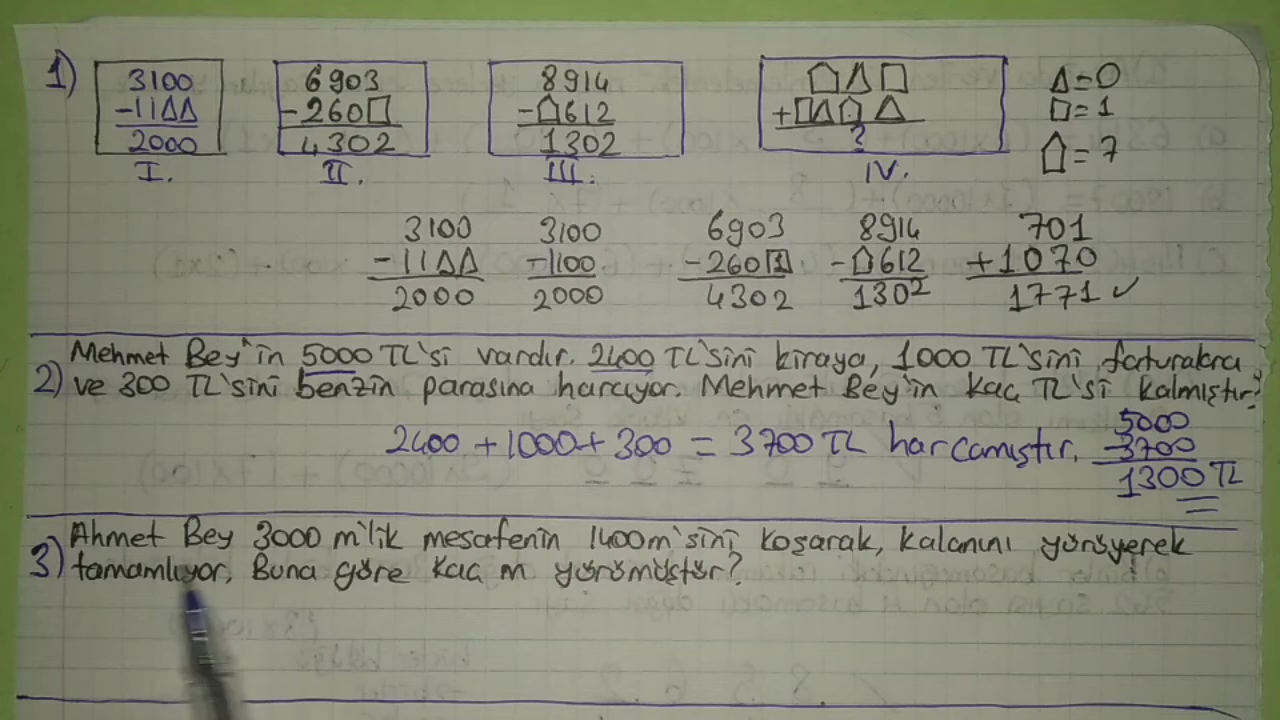 1)
3100
-11△△
2000
I.
6903
-260□
4302
II.
8914
-⌂612
1302
III.
⌂△□
+□△⌂△
?
IV.
△=0
□=1
⌂=7
3100 3100 6903 8914 701
-11△△ -1100 -2601 -⌂612 +1070
2000 2000 4302 1302 1771 ✓
Mehmet Bey'in 5000 TL'si vardır. 2400 TL'sini kiraya, 1000 TL'sini faturalara
2) ve 300 TL'sini benzin parasına harcıyor. Mehmet Bey'in kaç TL'si kalmıştır?
2400 + 1000 + 300 = 3700 TL harcamıştır.
5000
-3700
1300 TL
Ahmet Bey 3000 m'lik mesafenin 1400m'sini koşarak, kalanını yürüyerek
3) tamamlıyor, Buna göre kaç m yürümüştür?